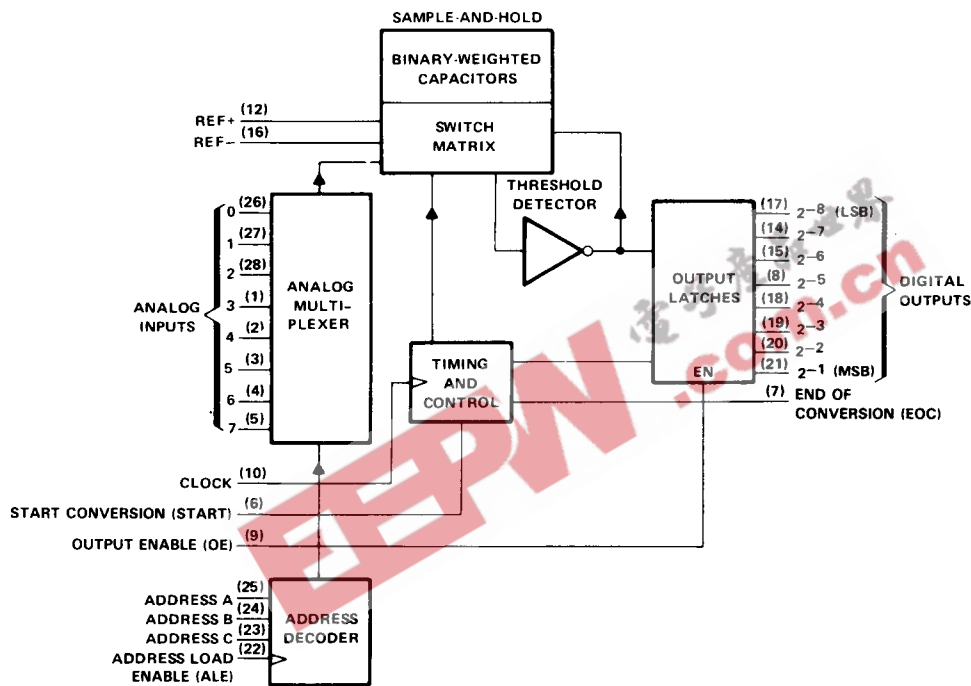 SAMPLE-AND-HOLD
BINARY-WEIGHTED
CAPACITORS
SWITCH
MATRIX
REF+ (12)
REF- (16)
THRESHOLD
DETECTOR
ANALOG
INPUTS
0 (26)
1 (27)
2 (28)
3 (1)
4 (2)
5 (3)
6 (4)
7 (5)
ANALOG
MULTI-
PLEXER
TIMING
AND
CONTROL
OUTPUT
LATCHES
EN
(17) 2-8 (LSB)
(14) 2-7
(15) 2-6
(8) 2-5
(18) 2-4
(19) 2-3
(20) 2-2
(21) 2-1 (MSB)
DIGITAL
OUTPUTS
(7) END OF
CONVERSION (EOC)
CLOCK (10)
START CONVERSION (START) (6)
OUTPUT ENABLE (OE) (9)
ADDRESS A (25)
ADDRESS B (24)
ADDRESS C (23)
ADDRESS LOAD (22)
ENABLE (ALE)
ADDRESS
DECODER
EEPW.com.cn